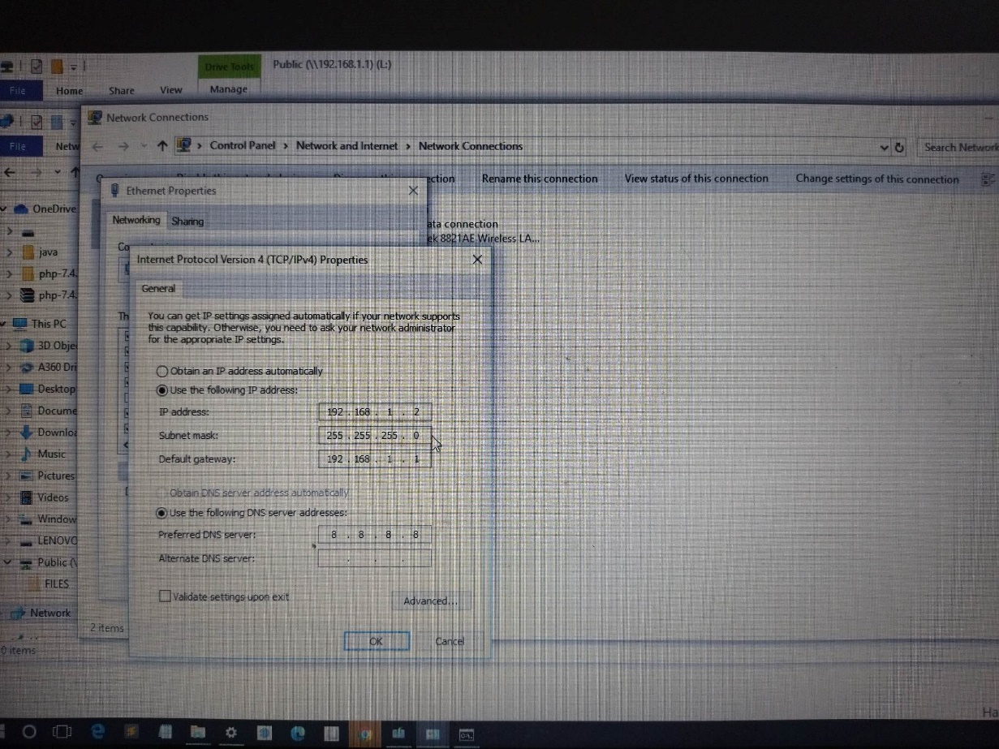 Drive Tools
Public (\\192.168.1.1) (L:)
File
Home
Share
View
Manage
Network Connections
File
Netw
Control Panel > Network and Internet > Network Connections
Search Network
ction
Rename this connection
View status of this connection
Change settings of this connection
Ethernet Properties
OneDrive
Networking
Sharing
ata connection
ek 8821AE Wireless LA...
Co
java
Internet Protocol Version 4 (TCP/IPv4) Properties
php-7.4.
General
php-7.4.
You can get IP settings assigned automatically if your network supports
this capability. Otherwise, you need to ask your network administrator
for the appropriate IP settings.
Th
This PC
3D Obje
A360 Dri
Desktop
Docume
Downloa
Music
Pictures
Videos
Window
LENOVO
Public (\
FILES
Network
Obtain an IP address automatically
Use the following IP address:
IP address: 192 . 168 . 1 . 2
Subnet mask: 255 . 255 . 255 . 0
Default gateway: 192 . 168 . 1 . 1
Obtain DNS server address automatically
Use the following DNS server addresses:
Preferred DNS server: 8 . 8 . 8 . 8
Alternate DNS server: . . .
Validate settings upon exit
Advanced...
2 items
OK
Cancel
0 items
Ha